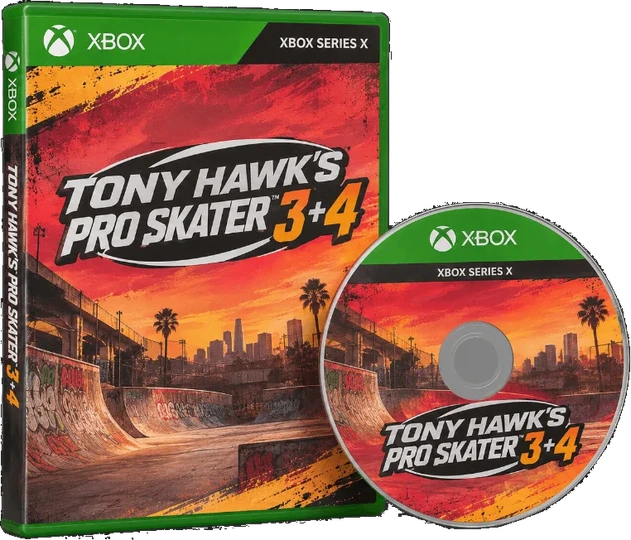 XBOX
XBOX SERIES X
TONY HAWK'S
PRO SKATER™ 3+4
XBOX
TONY HAWK'S PRO SKATER 3+4
XBOX
XBOX SERIES X
TONY HAWK'S
PRO SKATER 3+4